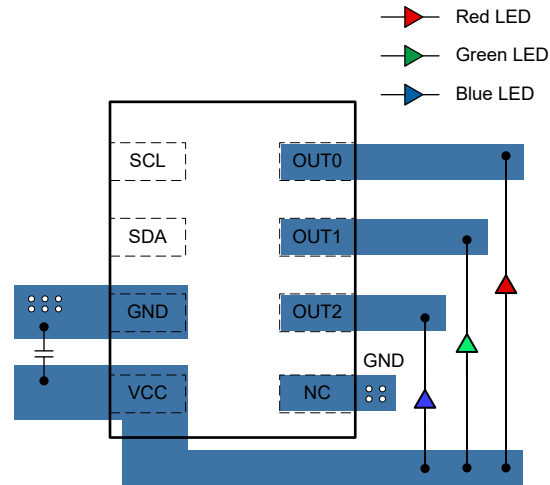 Red LED
Green LED
Blue LED
SCL
OUT0
SDA
OUT1
GND
OUT2
GND
VCC
NC